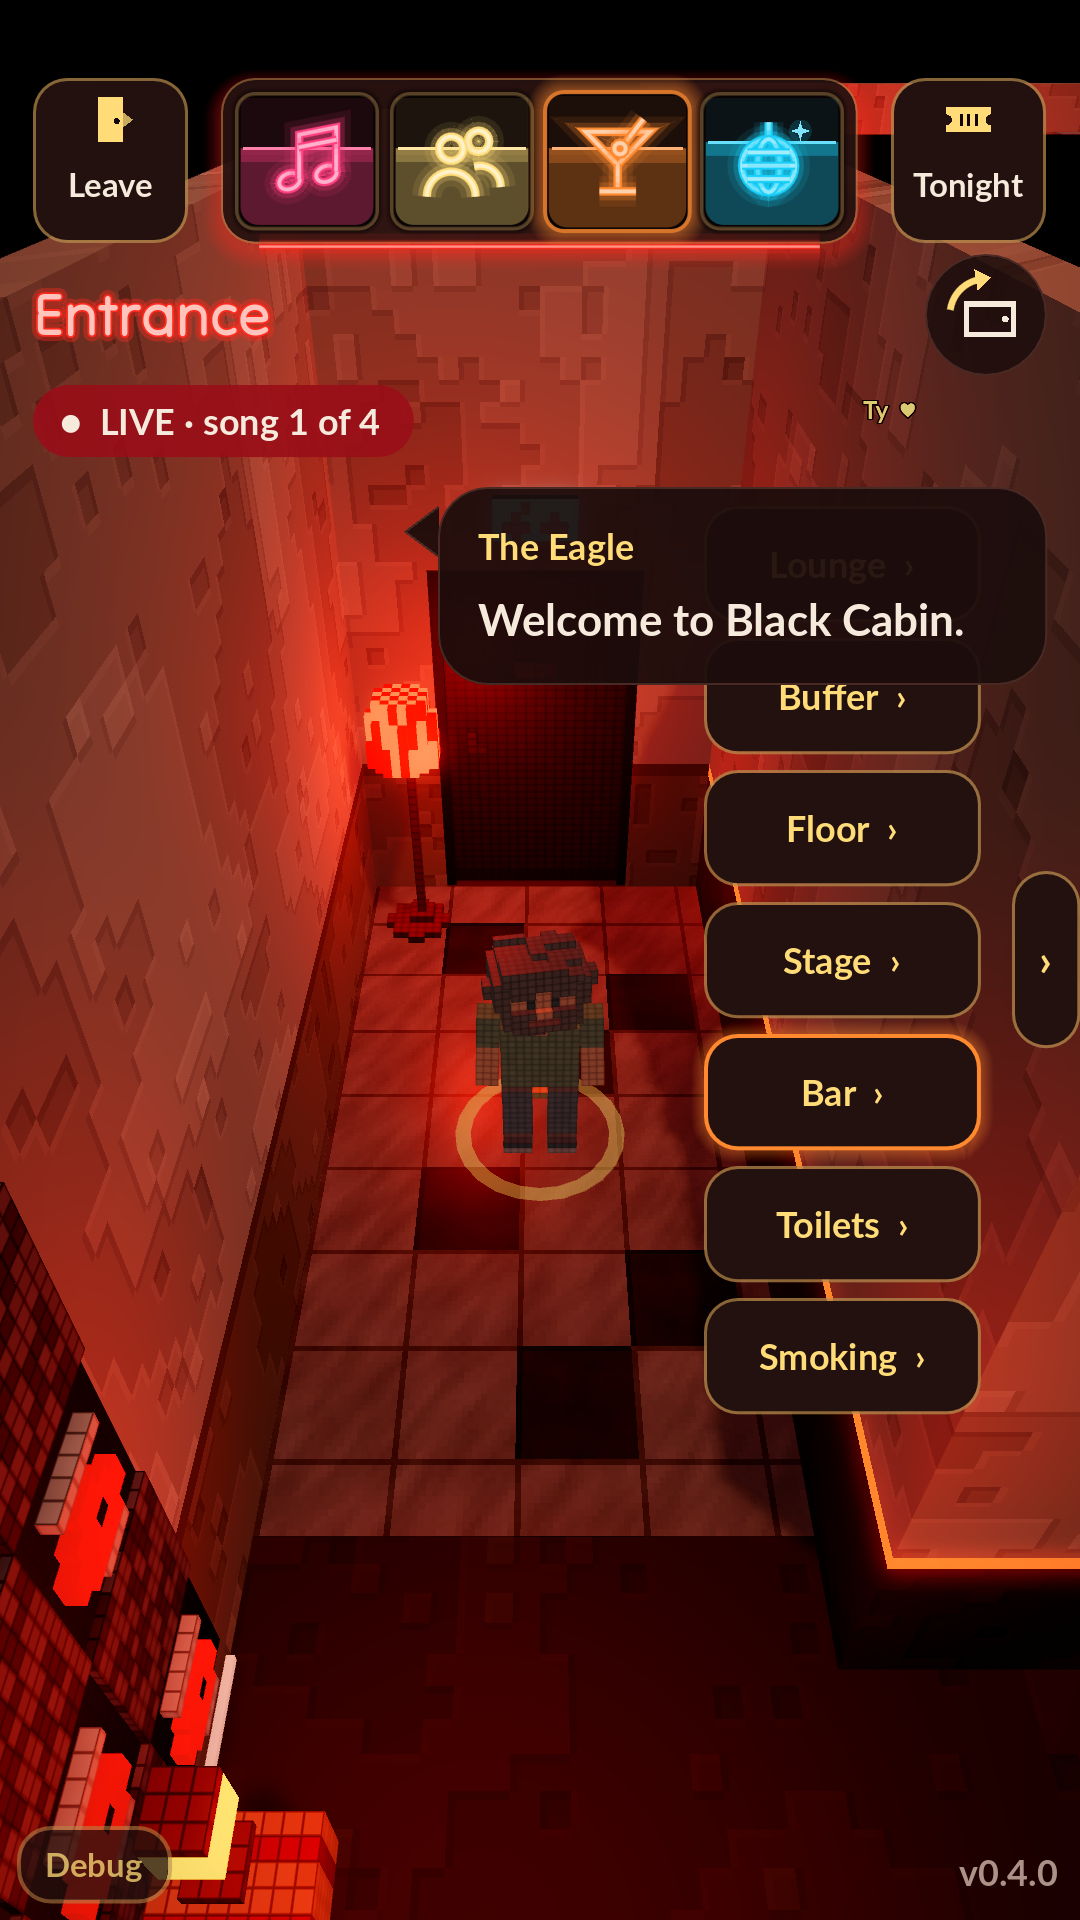 Leave
Tonight
Entrance
LIVE · song 1 of 4
Ty ♥
The Eagle
Welcome to Black Cabin.
Lounge ›
Buffer ›
Floor ›
Stage ›
›
Bar ›
Toilets ›
Smoking ›
Debug
v0.4.0